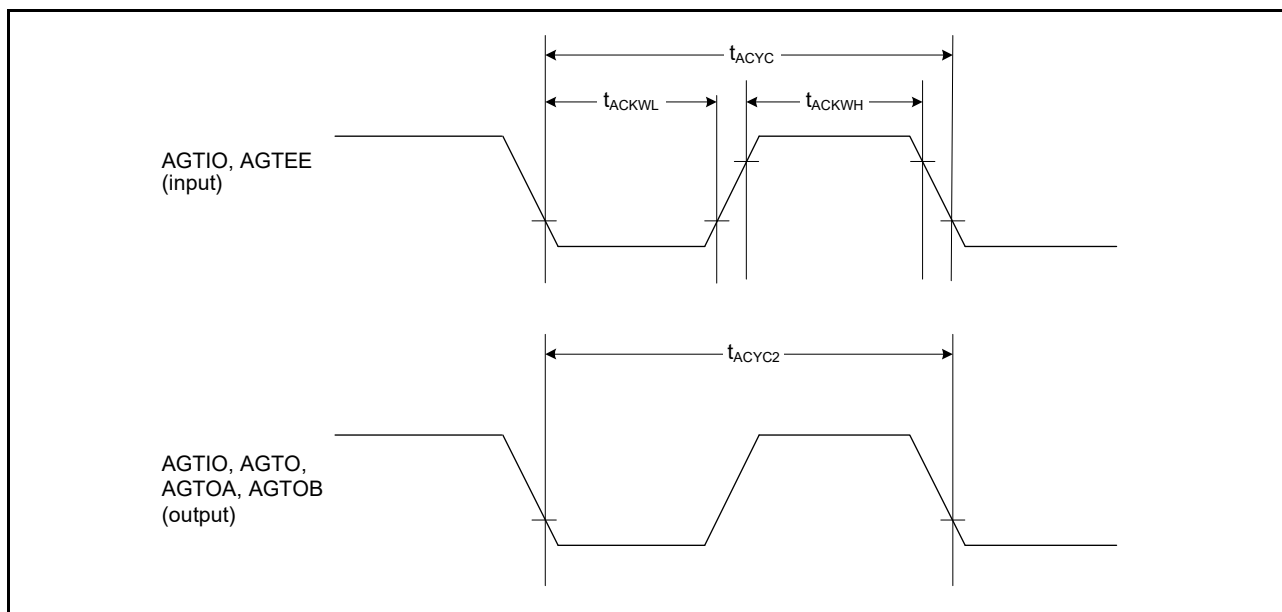 tACYC
tACKWL
tACKWH
AGTIO, AGTEE
(input)
tACYC2
AGTIO, AGTO,
AGTOA, AGTOB
(output)